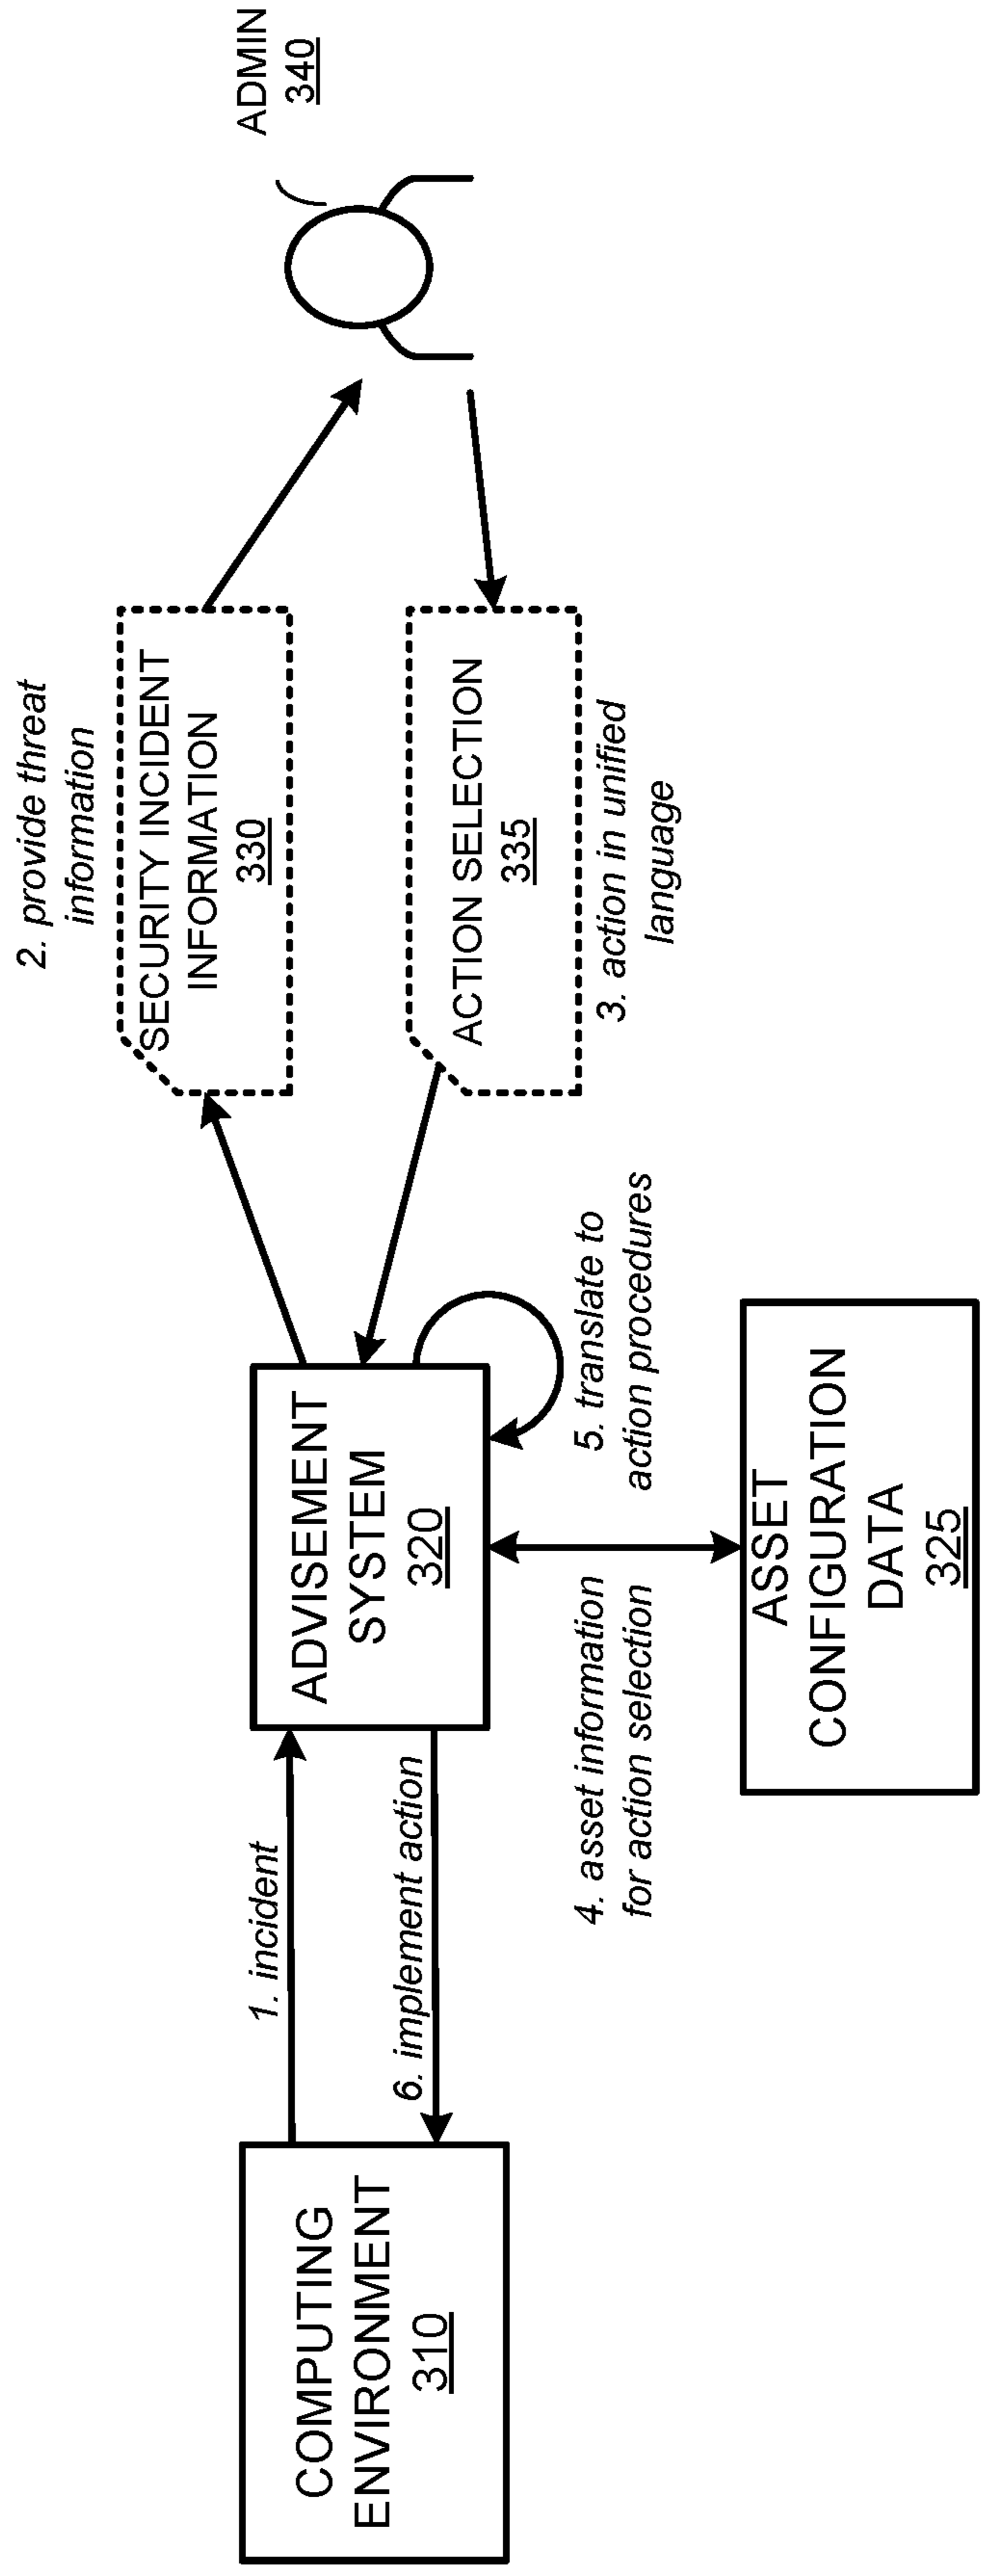 COMPUTING
ENVIRONMENT
310
1. incident
6. implement action
ADVISEMENT
SYSTEM
320
4. asset information
for action selection
5. translate to
action procedures
ASSET
CONFIGURATION
DATA
325
2. provide threat
information
SECURITY INCIDENT
INFORMATION
330
ACTION SELECTION
335
3. action in unified
language
ADMIN
340